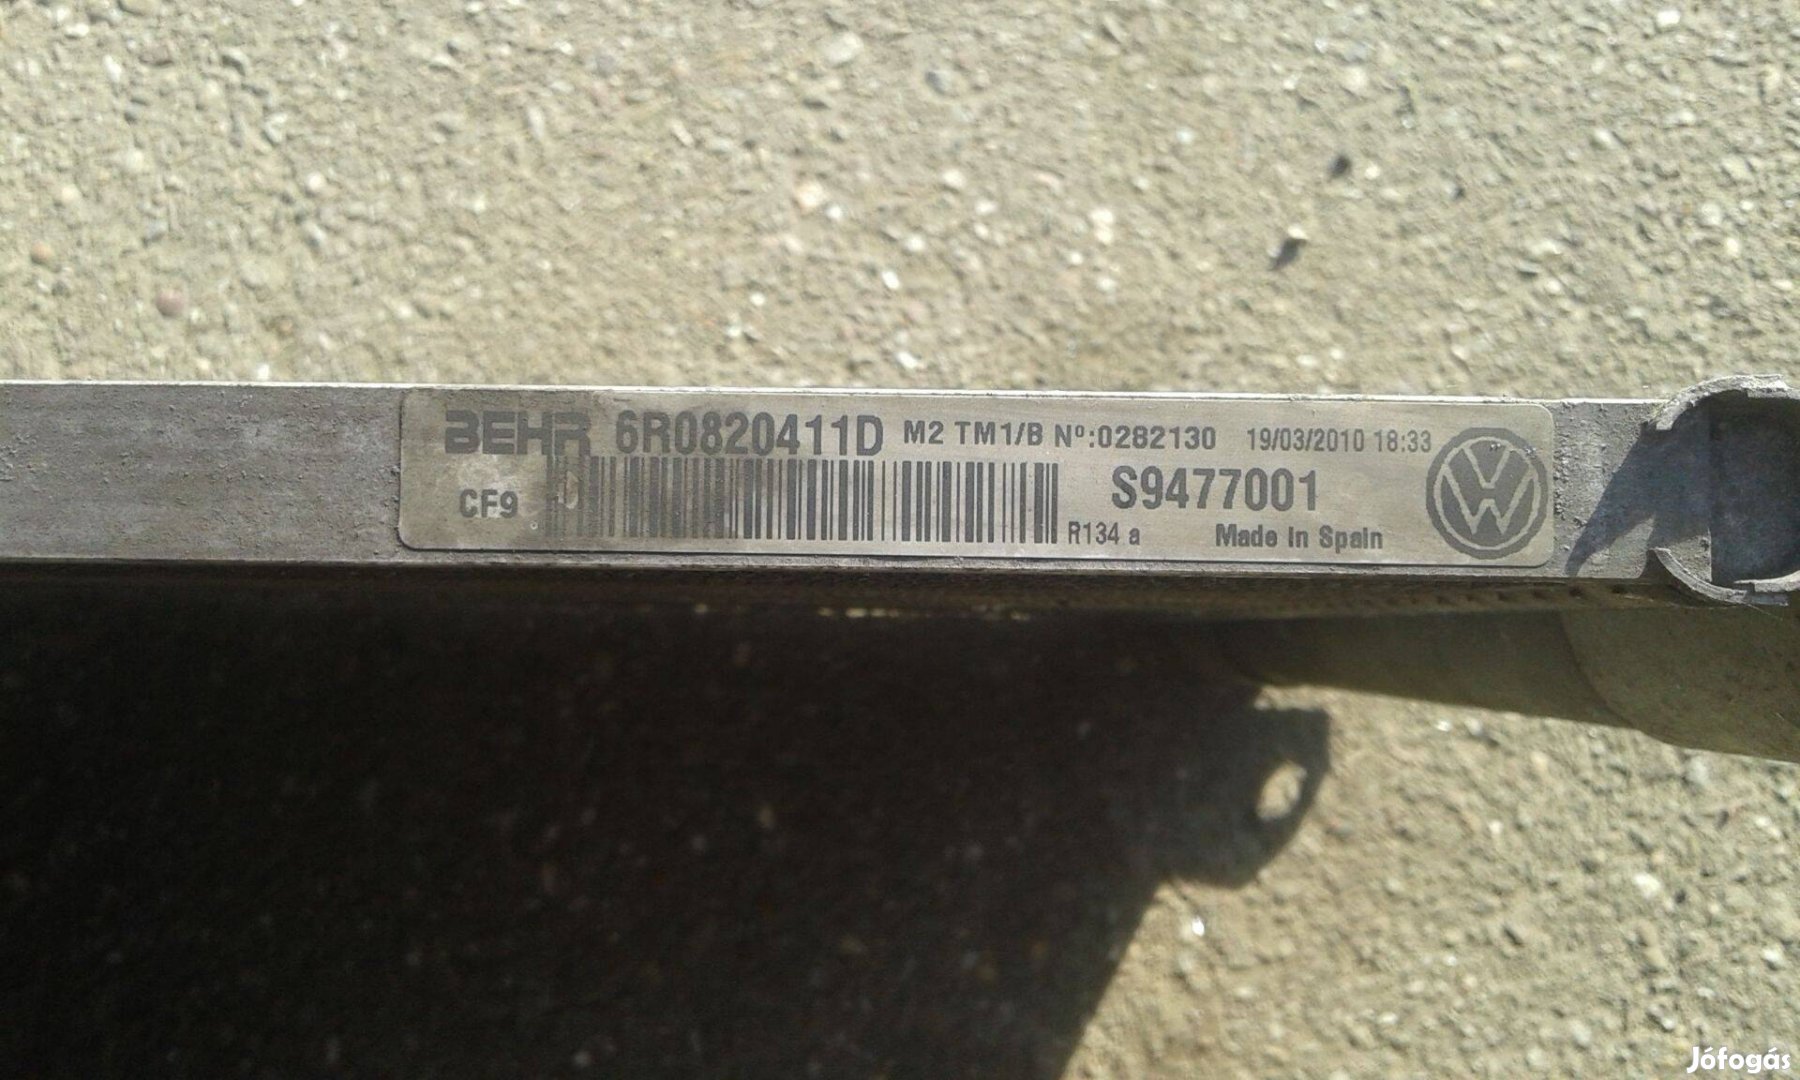 BEHR 6R0820411D M2 TM1/B Nº:0282130 19/03/2010 18:33
CF9 S9477001
R134 a Made In Spain
Jófogás